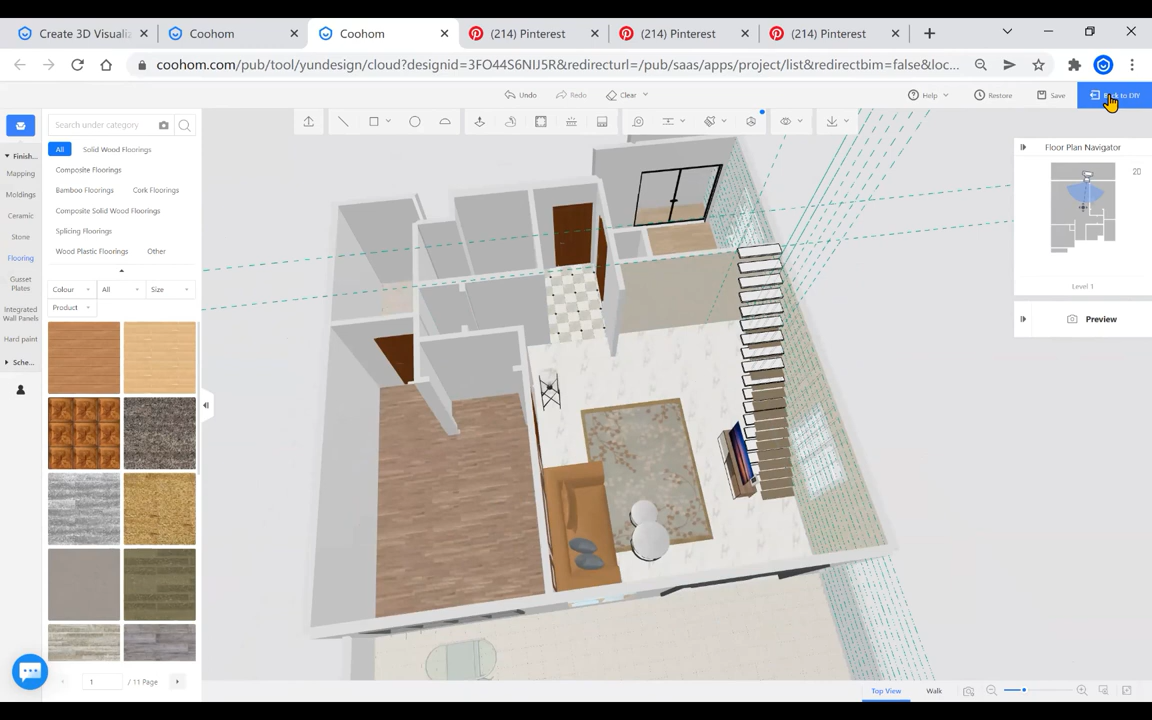 Create 3D Visualiz
Coohom
Coohom
(214) Pinterest
(214) Pinterest
(214) Pinterest
coohom.com/pub/tool/yundesign/cloud?designid=3FO44S6NIJ5R&redirecturl=/pub/saas/apps/project/list&redirectbim=false&loc...
Undo
Redo
Clear
Help
Restore
Save
Back to DIY
Search under category
Finish...
Mapping
Moldings
Ceramic
Stone
Flooring
Gusset
Plates
Integrated
Wall Panels
Hard paint
Sche...
All
Solid Wood Floorings
Composite Floorings
Bamboo Floorings
Cork Floorings
Composite Solid Wood Floorings
Splicing Floorings
Wood Plastic Floorings
Other
Colour
All
Size
Product
1
/ 11 Page
Floor Plan Navigator
2D
Level 1
Preview
Top View
Walk